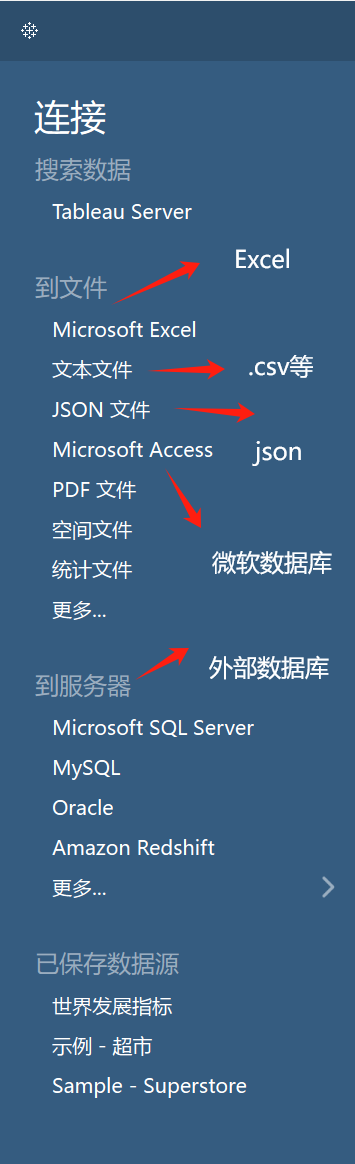 连接
搜索数据
Tableau Server
Excel
到文件
Microsoft Excel
文本文件
.csv等
JSON 文件
json
Microsoft Access
PDF 文件
空间文件
微软数据库
统计文件
更多...
外部数据库
到服务器
Microsoft SQL Server
MySQL
Oracle
Amazon Redshift
更多...
已保存数据源
世界发展指标
示例 - 超市
Sample - Superstore